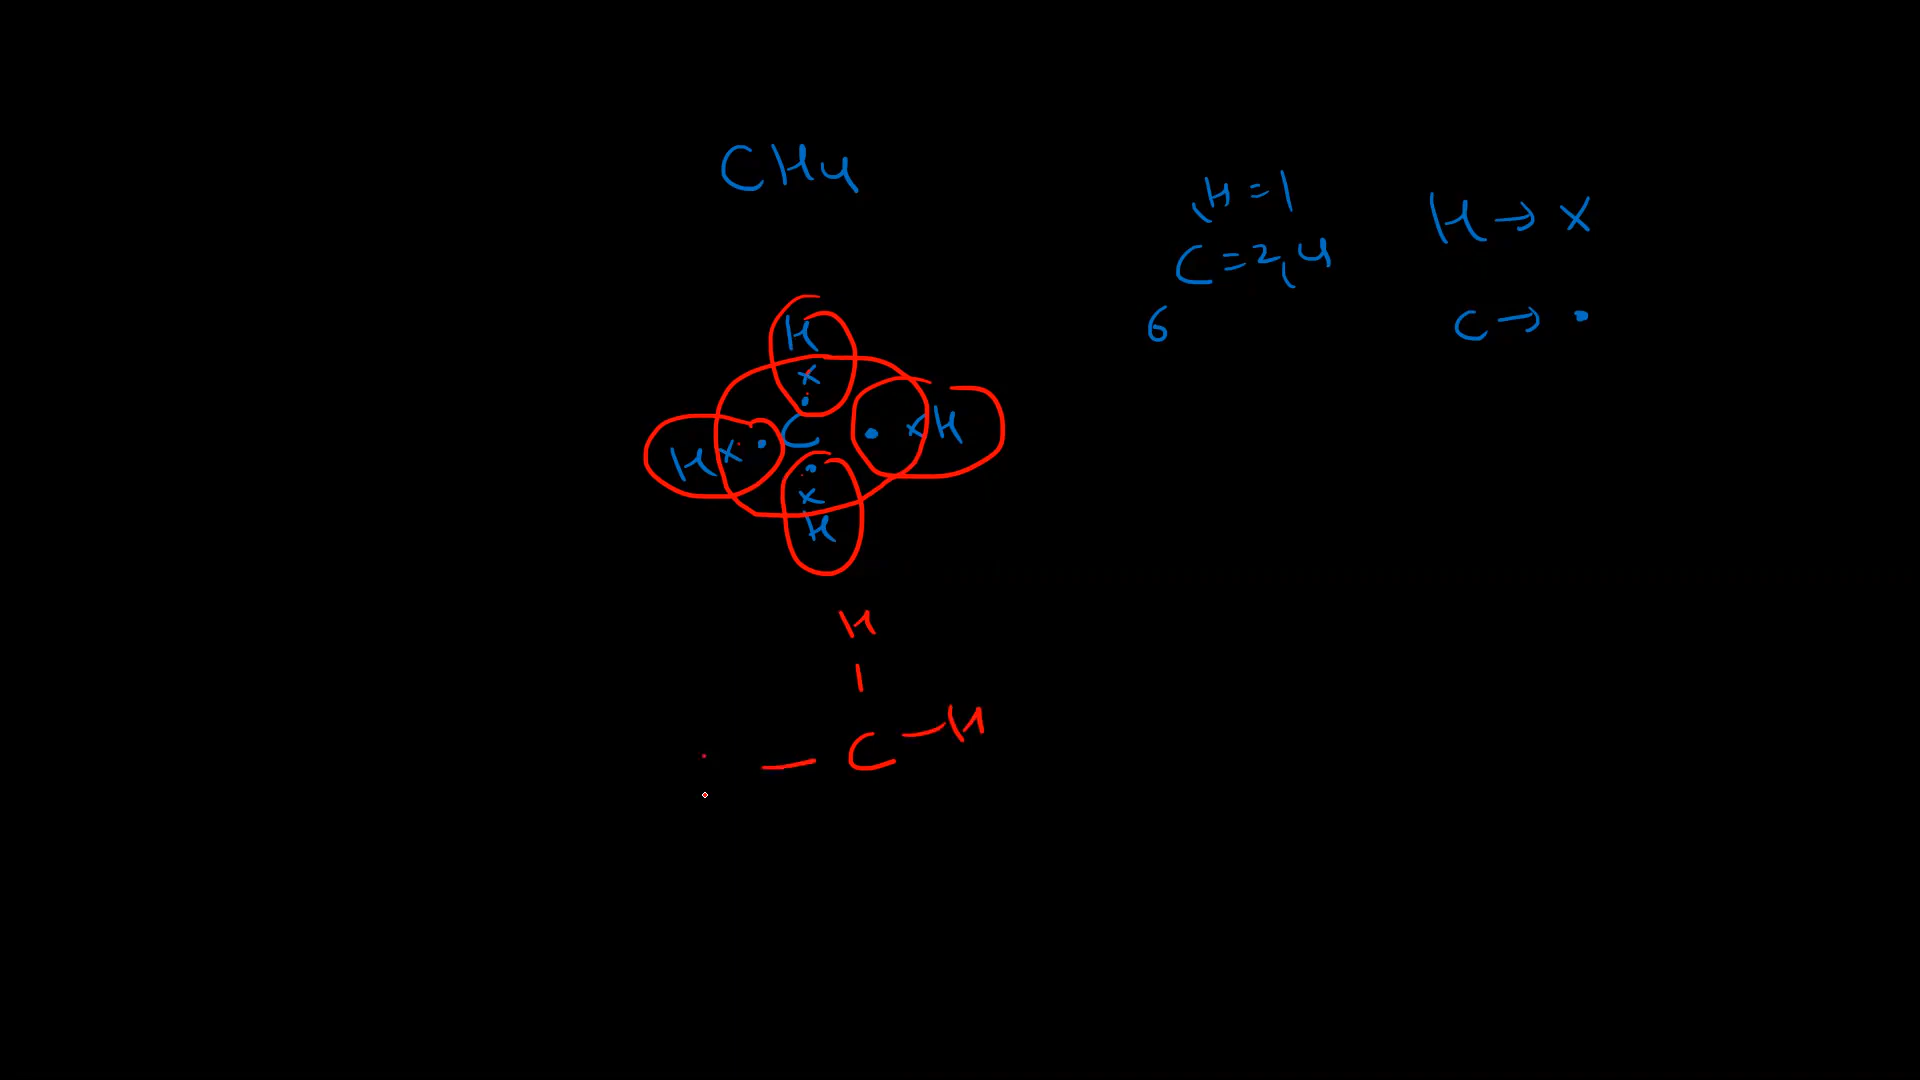 CH4
H = 1
C = 2,4
6
H → x
C → •
H
x
•
H x • C • x H
•
x
H
H
|
— C — H